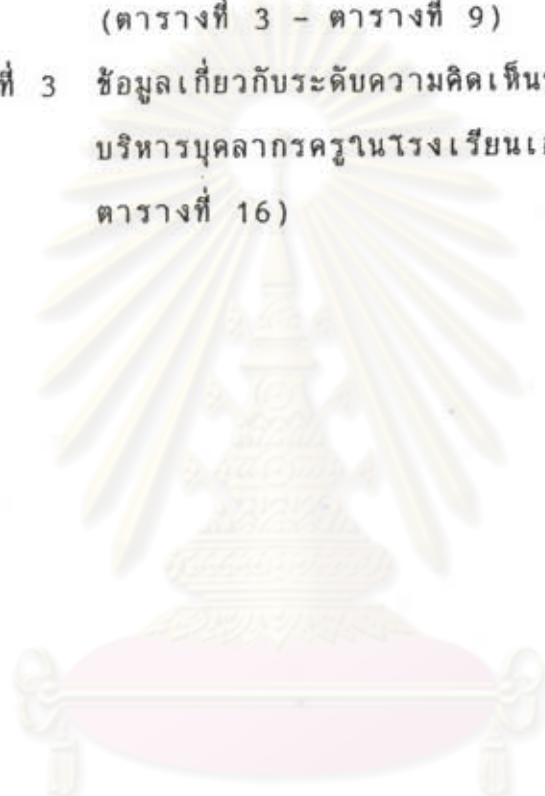 (ตารางที่ 3 - ตารางที่ 9)
ที่ 3 ข้อมูลเกี่ยวกับระดับความคิดเห็น
บริหารบุคลากรครูในโรงเรียน
ตารางที่ 16)